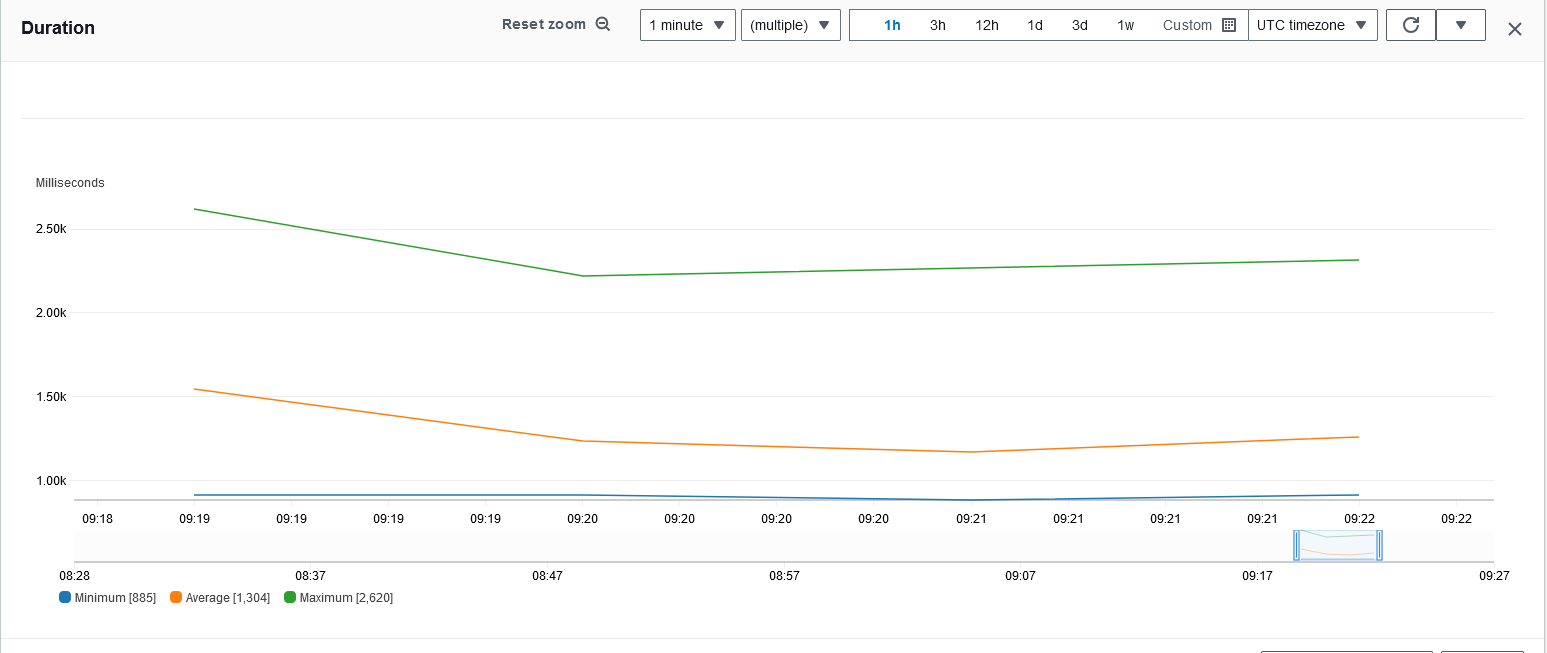 Duration
Reset zoom
1 minute
(multiple)
1h 3h 12h 1d 3d 1w Custom
UTC timezone
Milliseconds
2.50k
2.00k
1.50k
1.00k
09:18 09:19 09:19 09:19 09:19 09:20 09:20 09:20 09:20 09:21 09:21 09:21 09:21 09:22 09:22
08:28 08:37 08:47 08:57 09:07 09:17 09:27
Minimum [885] Average [1,304] Maximum [2,620]